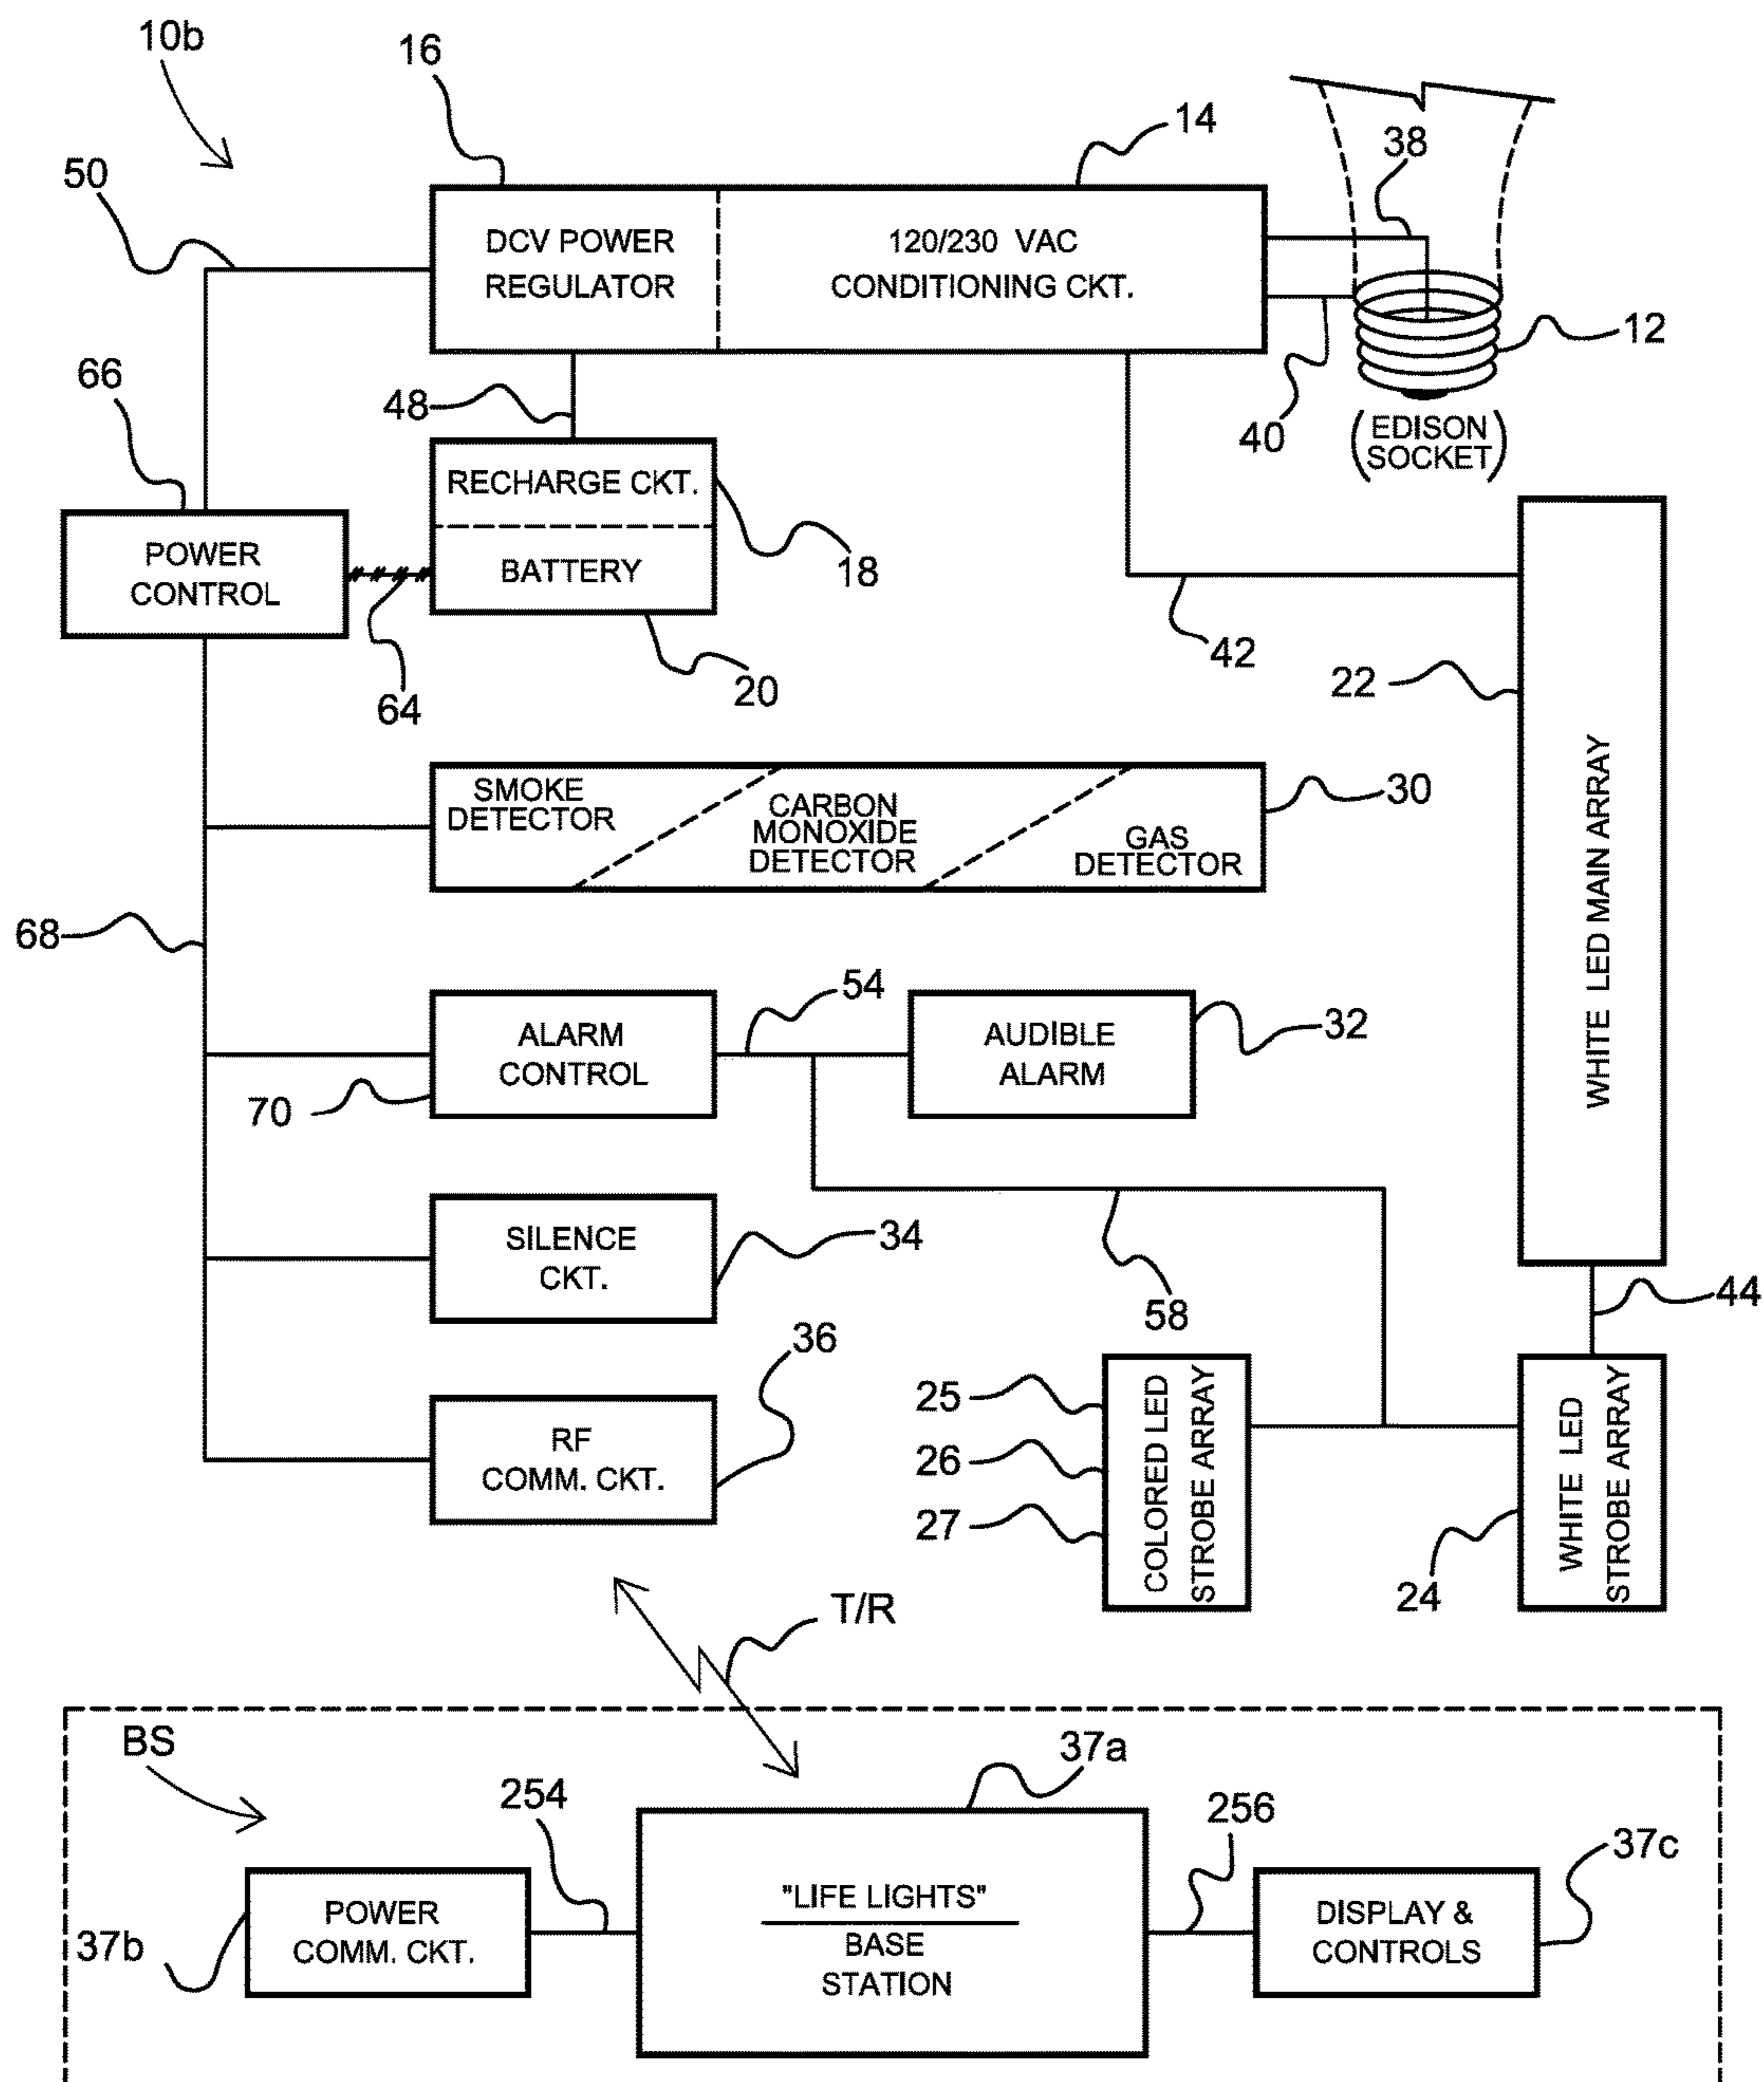 10b
16
14
38
50
DCV POWER
REGULATOR
120/230 VAC
CONDITIONING CKT.
12
66
48
40
(EDISON
SOCKET)
RECHARGE CKT.
POWER
CONTROL
BATTERY
18
42
22
64
20
WHITE LED MAIN ARRAY
SMOKE
DETECTOR
CARBON
MONOXIDE
DETECTOR
GAS
DETECTOR
30
68
54
ALARM
CONTROL
AUDIBLE
ALARM
32
70
SILENCE
CKT.
34
58
44
36
RF
COMM. CKT.
25
26
27
COLORED LED
STROBE ARRAY
WHITE LED
STROBE ARRAY
24
T/R
BS
37a
254
256
37c
"LIFE LIGHTS"
BASE
STATION
POWER
COMM. CKT.
37b
DISPLAY &
CONTROLS